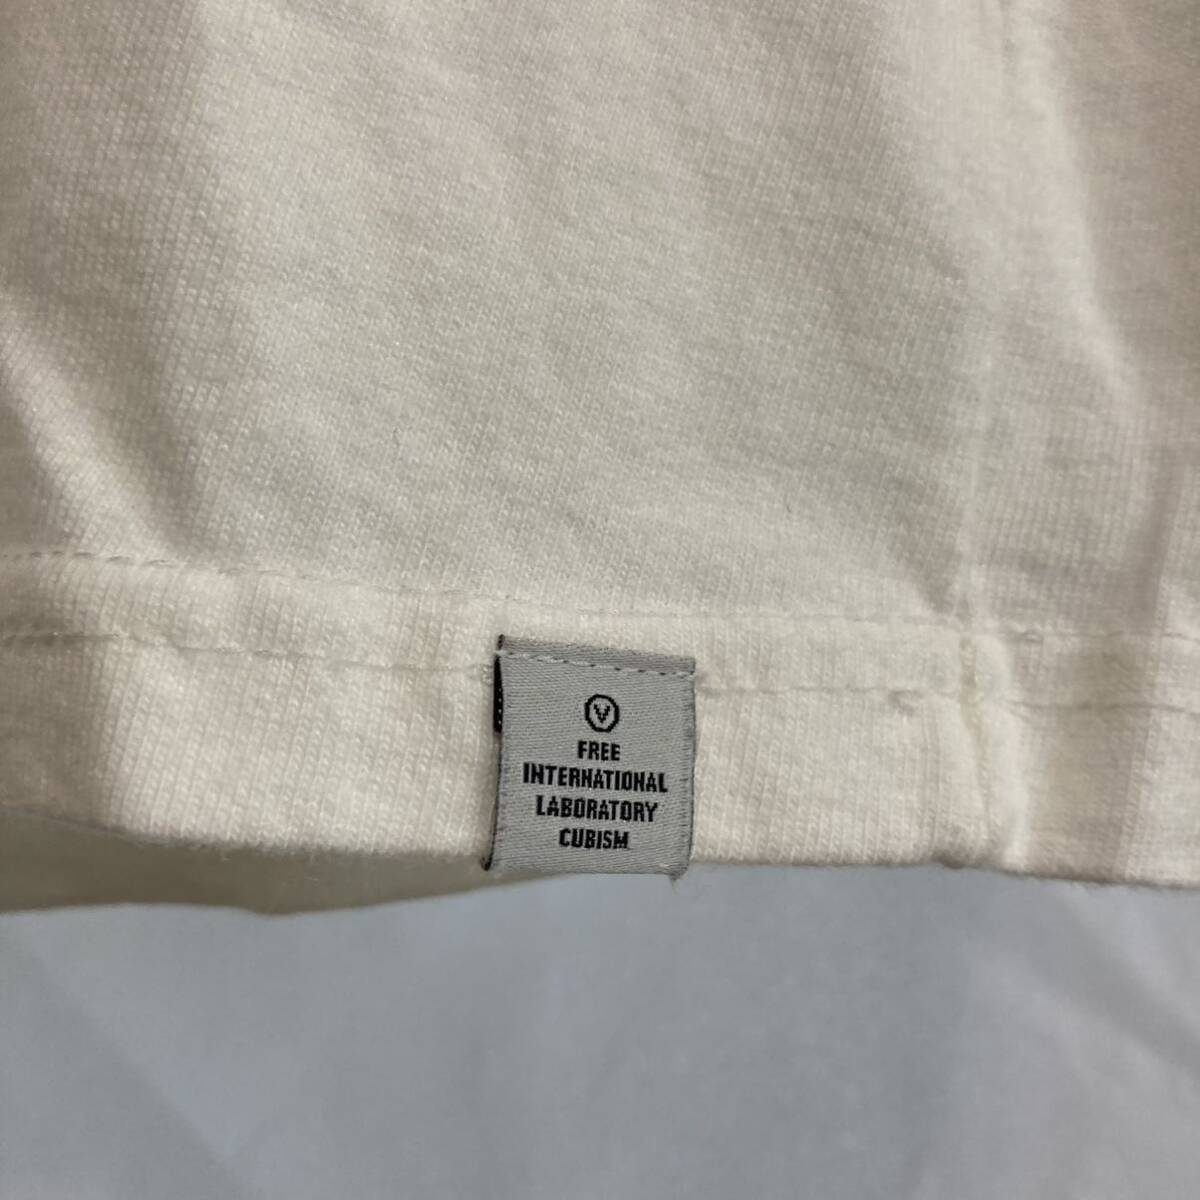 V
FREE
INTERNATIONAL
LABORATORY
CUBISM